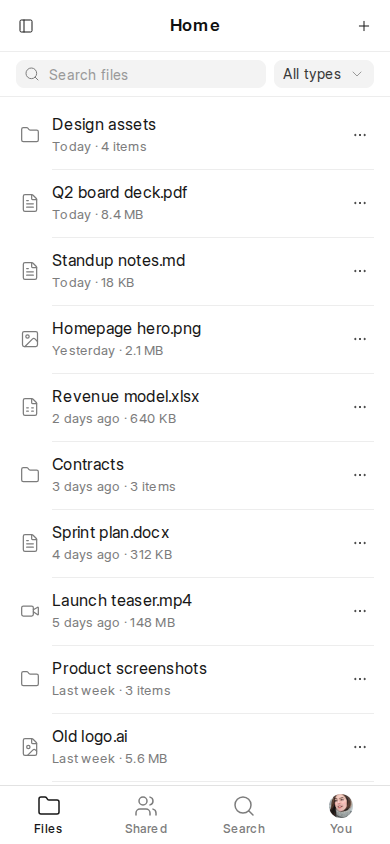 Home
Search files
All types
Design assets
Today · 4 items
Q2 board deck.pdf
Today · 8.4 MB
Standup notes.md
Today · 18 KB
Homepage hero.png
Yesterday · 2.1 MB
Revenue model.xlsx
2 days ago · 640 KB
Contracts
3 days ago · 3 items
Sprint plan.docx
4 days ago · 312 KB
Launch teaser.mp4
5 days ago · 148 MB
Product screenshots
Last week · 3 items
Old logo.ai
Last week · 5.6 MB
Files
Shared
Search
You